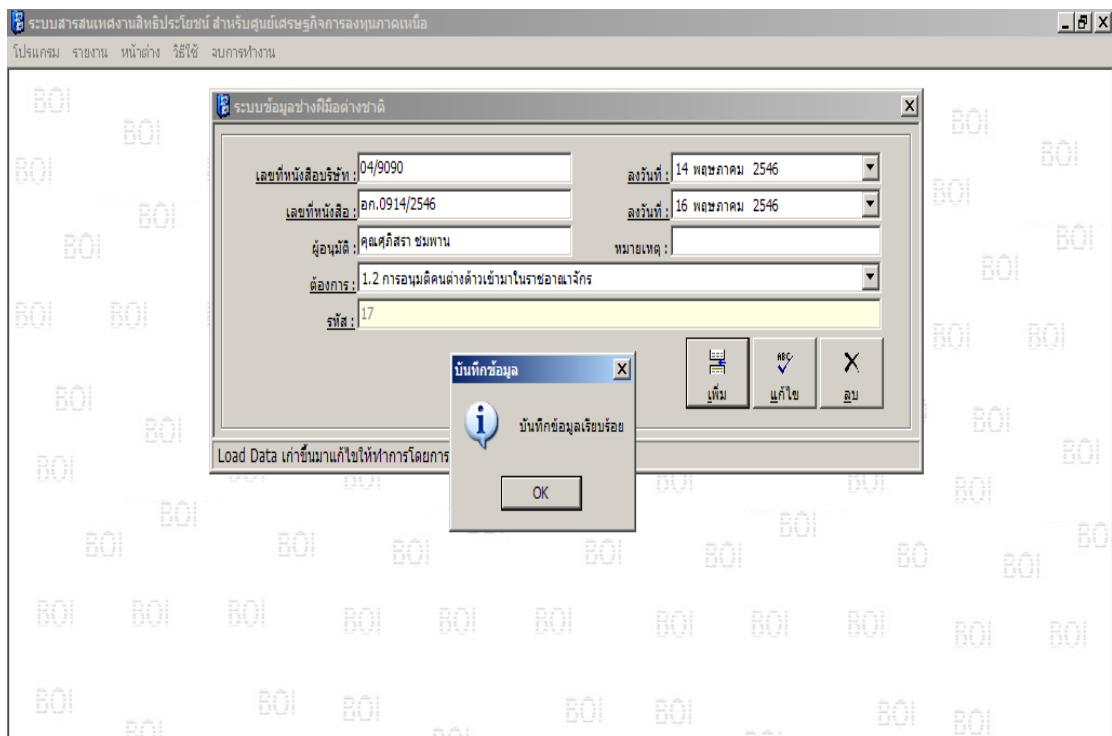 ระบบสารสนเทศงานสิทธิประโยชน์ สำหรับศูนย์เศรษฐกิจการลงทุนภาคเหนือ
โปรแกรม รายงาน หน้าต่าง วิธีใช้ จบการทำงาน
ระบบข้อมูลช่างฝีมือต่างชาติ
เลขที่หนังสือบริษัท : 04/9090 ลงวันที่ : 14 พฤษภาคม 2546
เลขที่หนังสือ : อก.0914/2546 ลงวันที่ : 16 พฤษภาคม 2546
ผู้อนุมัติ : คุณศุภิสรา ชมพาน หมายเหตุ :
ต้องการ : 1.2 การอนุมติคนต่างด้าวเข้ามาในราชอาณาจักร
รหัส : 17
เพิ่ม แก้ไข ลบ
บันทึกข้อมูล
บันทึกข้อมูลเรียบร้อย
OK
Load Data เก่าขึ้นมาแก้ไขให้ทำการโดยการ
BOI